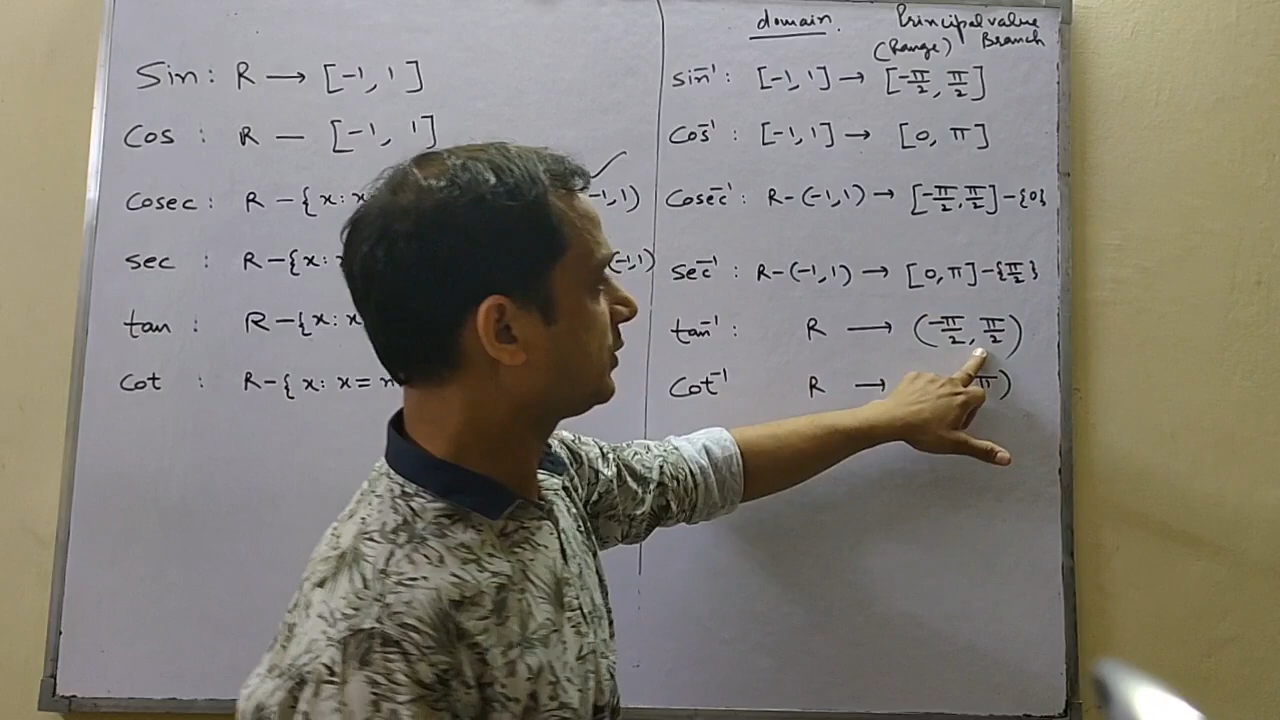 Sin : R → [-1, 1]
Cos : R — [-1, 1]
Cosec : R - {x : x -1, 1)
sec : R - {x : (-1, 1)
tan : R - {x : x
Cot : R - {x : x = n
domain. Principal value
(Range) Branch
sin⁻¹ : [-1, 1] → [-π/2, π/2]
Cos⁻¹ : [-1, 1] → [0, π]
Cosec⁻¹ : R - (-1, 1) → [-π/2, π/2] - {0}
sec⁻¹ : R - (-1, 1) → [0, π] - {π/2}
tan⁻¹ : R → (-π/2, π/2)
Cot⁻¹ R → π)